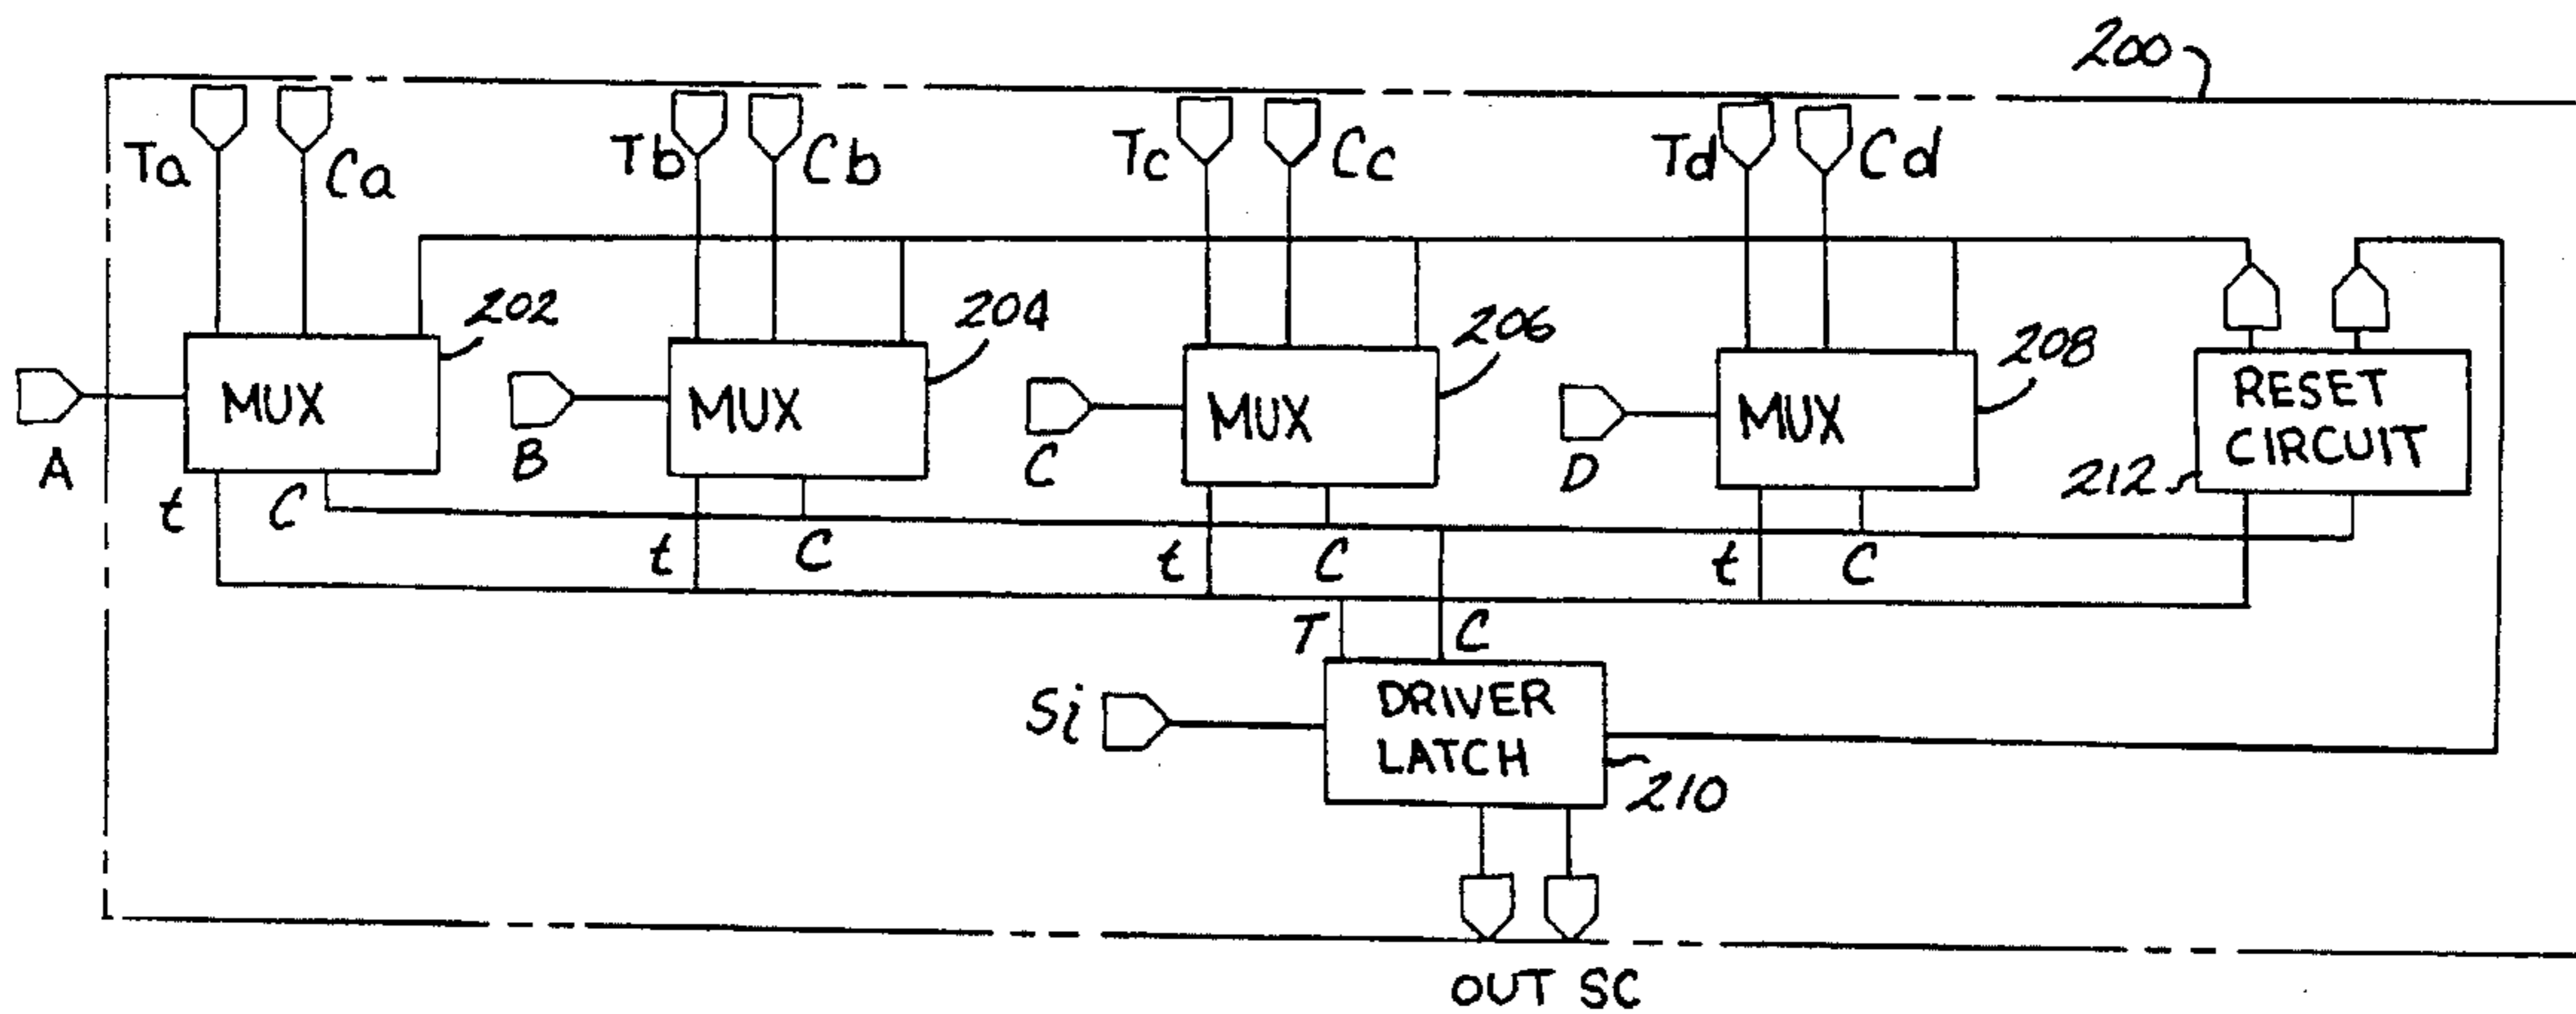 200
Ta Ca Tb Cb Tc Cc Td Cd
202 204 206 208
A MUX B MUX C MUX D MUX RESET
CIRCUIT
212
t C t C t C t C
T C
Si DRIVER
LATCH
210
OUT SC